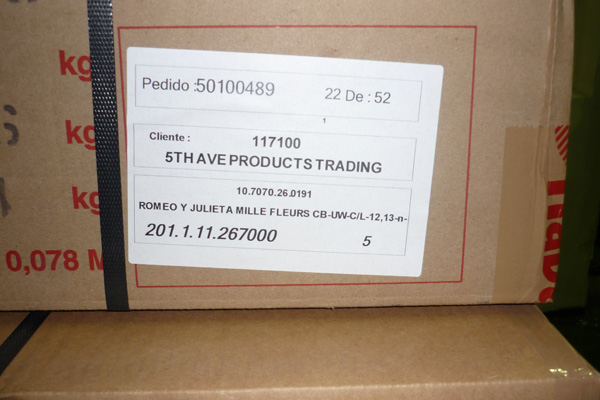 Pedido :50100489
22 De : 52
1
Cliente : 117100
5TH AVE PRODUCTS TRADING
10.7070.26.0191
ROMEO Y JULIETA MILLE FLEURS CB-UW-C/L-12,13-n-
201.1.11.267000 5
kg
kg
kg
0,078 M